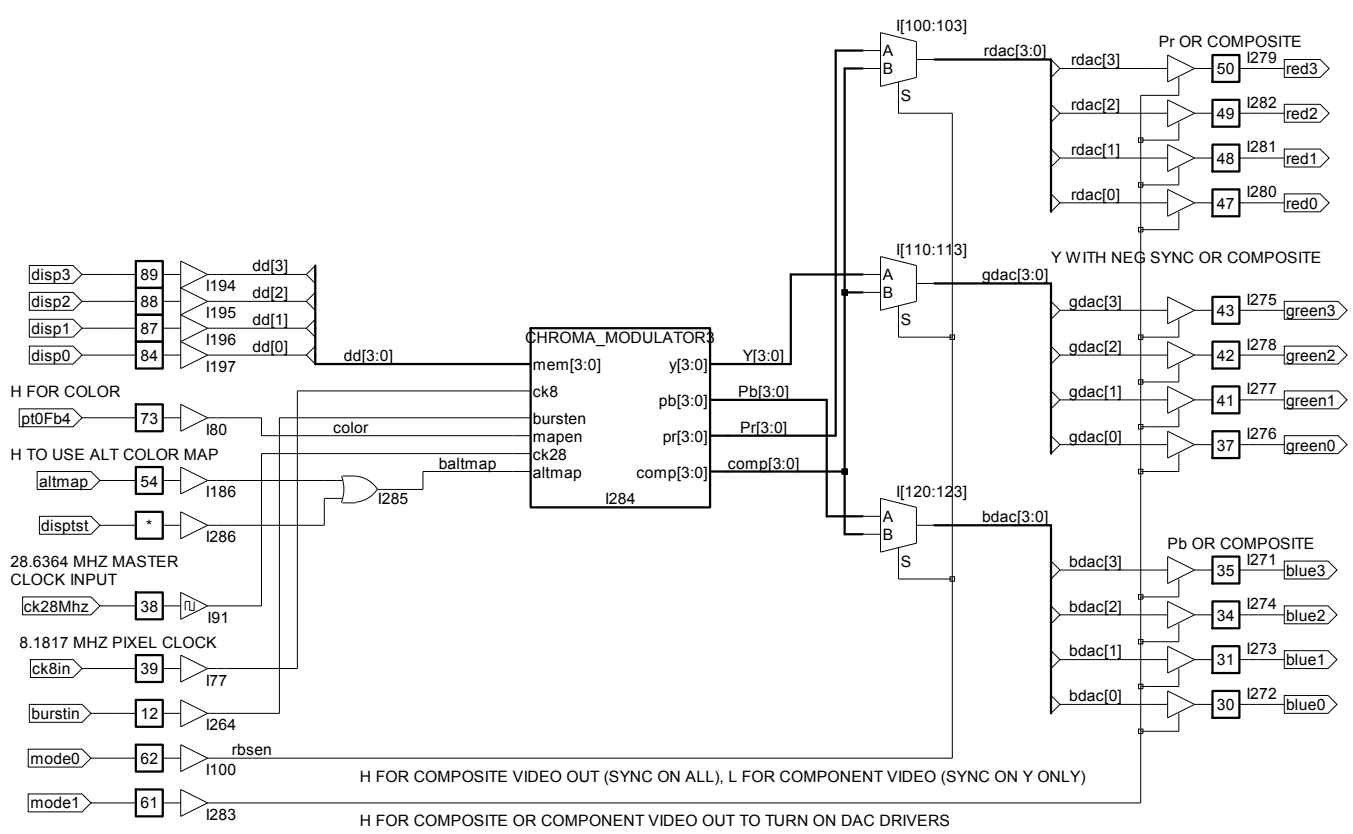 I[100:103]
A
B
S
rdac[3:0]
Pr OR COMPOSITE
rdac[3]
50
I279
red3
rdac[2]
49
I282
red2
rdac[1]
48
I281
red1
rdac[0]
47
I280
red0
disp3
89
I194
dd[3]
disp2
88
I195
dd[2]
disp1
87
I196
dd[1]
disp0
84
I197
dd[0]
dd[3:0]
I[110:113]
A
B
S
gdac[3:0]
Y WITH NEG SYNC OR COMPOSITE
gdac[3]
43
I275
green3
gdac[2]
42
I278
green2
gdac[1]
41
I277
green1
gdac[0]
37
I276
green0
CHROMA_MODULATOR3
mem[3:0]
ck8
bursten
mapen
ck28
altmap
y[3:0]
pb[3:0]
pr[3:0]
comp[3:0]
I284
Y[3:0]
Pb[3:0]
Pr[3:0]
comp[3:0]
H FOR COLOR
pt0Fb4
73
I80
color
H TO USE ALT COLOR MAP
altmap
54
I186
baltmap
I285
disptst
*
I286
28.6364 MHZ MASTER
CLOCK INPUT
ck28Mhz
38
I91
8.1817 MHZ PIXEL CLOCK
ck8in
39
I77
burstin
12
I264
mode0
62
I100
rbsen
mode1
61
I283
I[120:123]
A
B
S
bdac[3:0]
Pb OR COMPOSITE
bdac[3]
35
I271
blue3
bdac[2]
34
I274
blue2
bdac[1]
31
I273
blue1
bdac[0]
30
I272
blue0
H FOR COMPOSITE VIDEO OUT (SYNC ON ALL), L FOR COMPONENT VIDEO (SYNC ON Y ONLY)
H FOR COMPOSITE OR COMPONENT VIDEO OUT TO TURN ON DAC DRIVERS